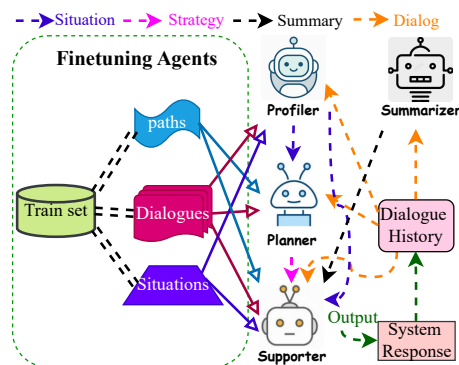 Situation
Strategy
Summary
Dialog
Finetuning Agents
Profiler
Summarizer
paths
Train set
Dialogues
Planner
Dialogue
History
Situations
Output
System
Response
Supporter